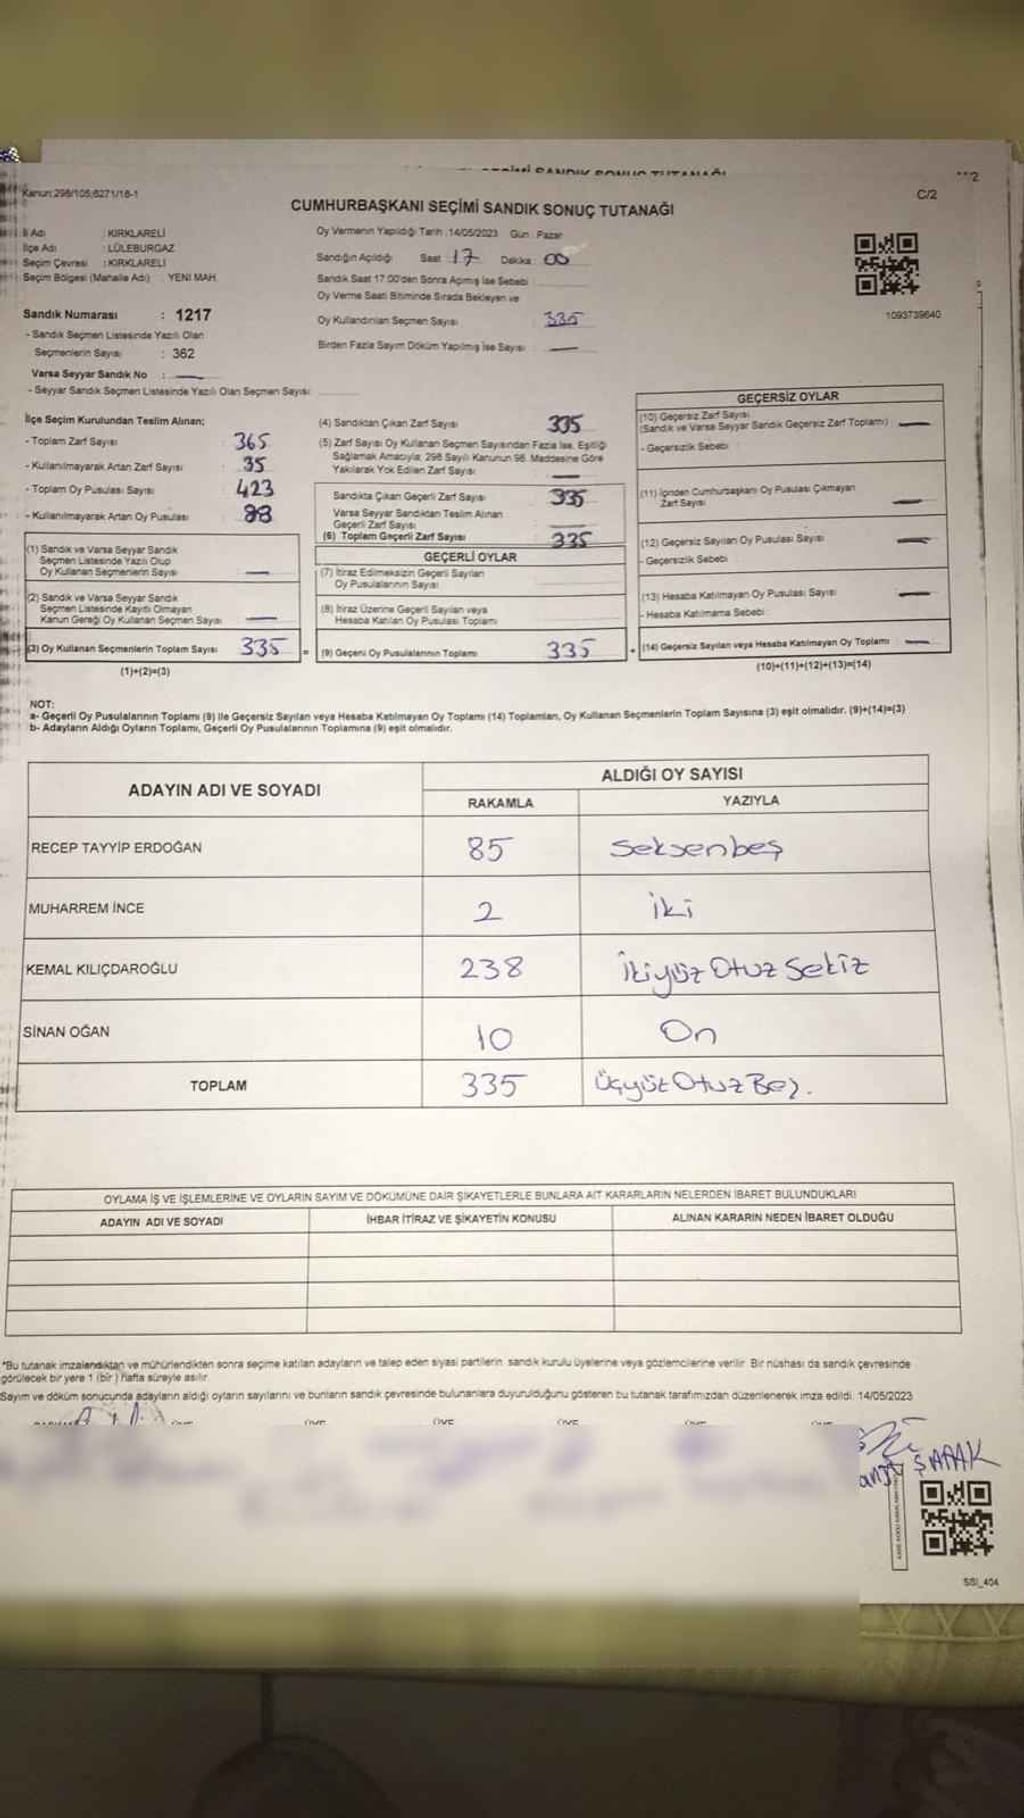 SEÇİMİ SANDIK SONUÇ TUTANAĞI
Kanun:298/105,6271/18-1
C/2
CUMHURBAŞKANI SEÇİMİ SANDIK SONUÇ TUTANAĞI
İl Adı : KIRKLARELİ
İlçe Adı : LÜLEBURGAZ
Seçim Çevresi : KIRKLARELİ
Seçim Bölgesi (Mahalle Adı) : YENİ MAH.
Sandık Numarası : 1217
- Sandık Seçmen Listesinde Yazılı Olan
Seçmenlerin Sayısı : 362
Varsa Seyyar Sandık No : —
- Seyyar Sandık Seçmen Listesinde Yazılı Olan Seçmen Sayısı
Oy Vermenin Yapıldığı Tarih :14/05/2023 Gün : Pazar
Sandığın Açıldığı Saat : 17 Dakika : 00
Sandık Saat 17:00'den Sonra Açılmış İse Sebebi
Oy Verme Saati Bitiminde Sırada Bekleyen ve
Oy Kullandırılan Seçmen Sayısı 335
Birden Fazla Sayım Döküm Yapılmış İse Sayısı —
1093739640
İlçe Seçim Kurulundan Teslim Alınan;
- Toplam Zarf Sayısı : 365
- Kullanılmayarak Artan Zarf Sayısı : 35
- Toplam Oy Pusulası Sayısı : 423
- Kullanılmayarak Artan Oy Pusulası : 88
(1) Sandık ve Varsa Seyyar Sandık
Seçmen Listesinde Yazılı Olup
Oy Kullanan Seçmenlerin Sayısı —
(2) Sandık ve Varsa Seyyar Sandık
Seçmen Listesinde Kayıtlı Olmayan
Kanun Gereği Oy Kullanan Seçmen Sayısı —
(3) Oy Kullanan Seçmenlerin Toplam Sayısı 335 =
(1)+(2)=(3)
(4) Sandıktan Çıkan Zarf Sayısı 335
(5) Zarf Sayısı Oy Kullanan Seçmen Sayısından Fazla İse, Eşitliği
Sağlamak Amacıyla; 298 Sayılı Kanunun 98. Maddesine Göre
Yakılarak Yok Edilen Zarf Sayısı —
Sandıkta Çıkan Geçerli Zarf Sayısı 335
Varsa Seyyar Sandıktan Teslim Alınan
Geçerli Zarf Sayısı —
(6) Toplam Geçerli Zarf Sayısı 335
GEÇERLİ OYLAR
(7) İtiraz Edilmeksizin Geçerli Sayılan
Oy Pusulalarının Sayısı
(8) İtiraz Üzerine Geçerli Sayılan veya
Hesaba Katılan Oy Pusulası Toplamı
(9) Geçerli Oy Pusulalarının Toplamı 335 +
GEÇERSİZ OYLAR
(10) Geçersiz Zarf Sayısı
(Sandık ve Varsa Seyyar Sandık Geçersiz Zarf Toplamı) —
- Geçersizlik Sebebi
(11) İçinden Cumhurbaşkanı Oy Pusulası Çıkmayan
Zarf Sayısı —
(12) Geçersiz Sayılan Oy Pusulası Sayısı —
- Geçersizlik Sebebi
(13) Hesaba Katılmayan Oy Pusulası Sayısı —
- Hesaba Katılmama Sebebi
(14) Geçersiz Sayılan veya Hesaba Katılmayan Oy Toplamı —
(10)+(11)+(12)+(13)=(14)
NOT:
a- Geçerli Oy Pusulalarının Toplamı (9) İle Geçersiz Sayılan veya Hesaba Katılmayan Oy Toplamı (14) Toplamları, Oy Kullanan Seçmenlerin Toplam Sayısına (3) eşit olmalıdır. (9)+(14)=(3)
b- Adayların Aldığı Oyların Toplamı, Geçerli Oy Pusulalarının Toplamına (9) eşit olmalıdır.
ADAYIN ADI VE SOYADI
ALDIĞI OY SAYISI
RAKAMLA YAZIYLA
RECEP TAYYİP ERDOĞAN 85 Seksenbeş
MUHARREM İNCE 2 İki
KEMAL KILIÇDAROĞLU 238 İkiyüz Otuz Sekiz
SİNAN OĞAN 10 On
TOPLAM 335 Üçyüz Otuz Beş.
OYLAMA İŞ VE İŞLEMLERİNE VE OYLARIN SAYIM VE DÖKÜMÜNE DAİR ŞİKAYETLERLE BUNLARA AİT KARARLARIN NELERDEN İBARET BULUNDUKLARI
ADAYIN ADI VE SOYADI İHBAR İTİRAZ VE ŞİKAYETİN KONUSU ALINAN KARARIN NEDEN İBARET OLDUĞU
*Bu tutanak imzalandıktan ve mühürlendikten sonra seçime katılan adayların ve talep eden siyasi partilerin sandık kurulu üyelerine veya gözlemcilerine verilir. Bir nüshası da sandık çevresinde
görülecek bir yere 1 (bir) hafta süreyle asılır.
Sayım ve döküm sonucunda adayların aldığı oyların sayılarını ve bunların sandık çevresinde bulunanlara duyurulduğunu gösteren bu tutanak tarafımızdan düzenlenerek imza edildi. 14/05/2023
ÜYE ÜYE ÜYE ÜYE ÜYE ÜYE
SSI_404